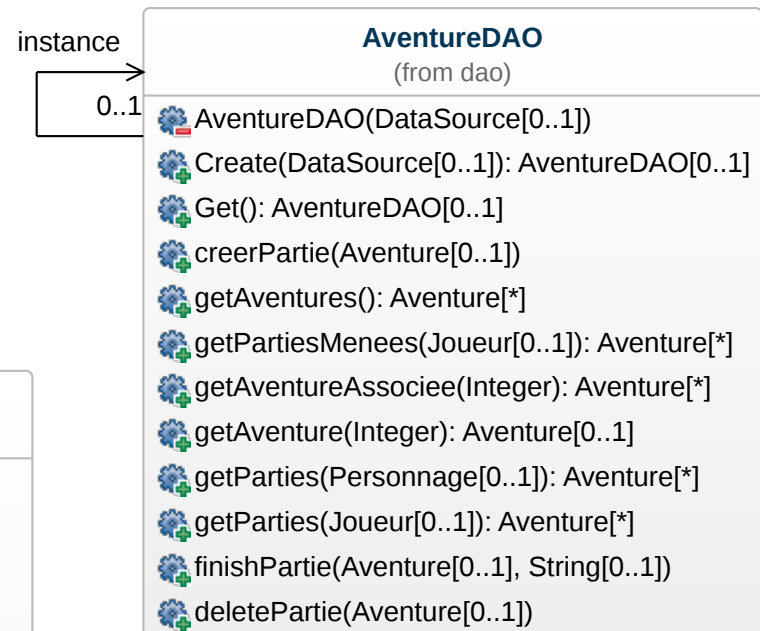 instance
0..1
AventureDAO
(from dao)
AventureDAO(DataSource[0..1])
Create(DataSource[0..1]): AventureDAO[0..1]
Get(): AventureDAO[0..1]
creerPartie(Aventure[0..1])
getAventures(): Aventure[*]
getPartiesMenees(Joueur[0..1]): Aventure[*]
getAventureAssociee(Integer): Aventure[*]
getAventure(Integer): Aventure[0..1]
getParties(Personnage[0..1]): Aventure[*]
getParties(Joueur[0..1]): Aventure[*]
finishPartie(Aventure[0..1], String[0..1])
deletePartie(Aventure[0..1])